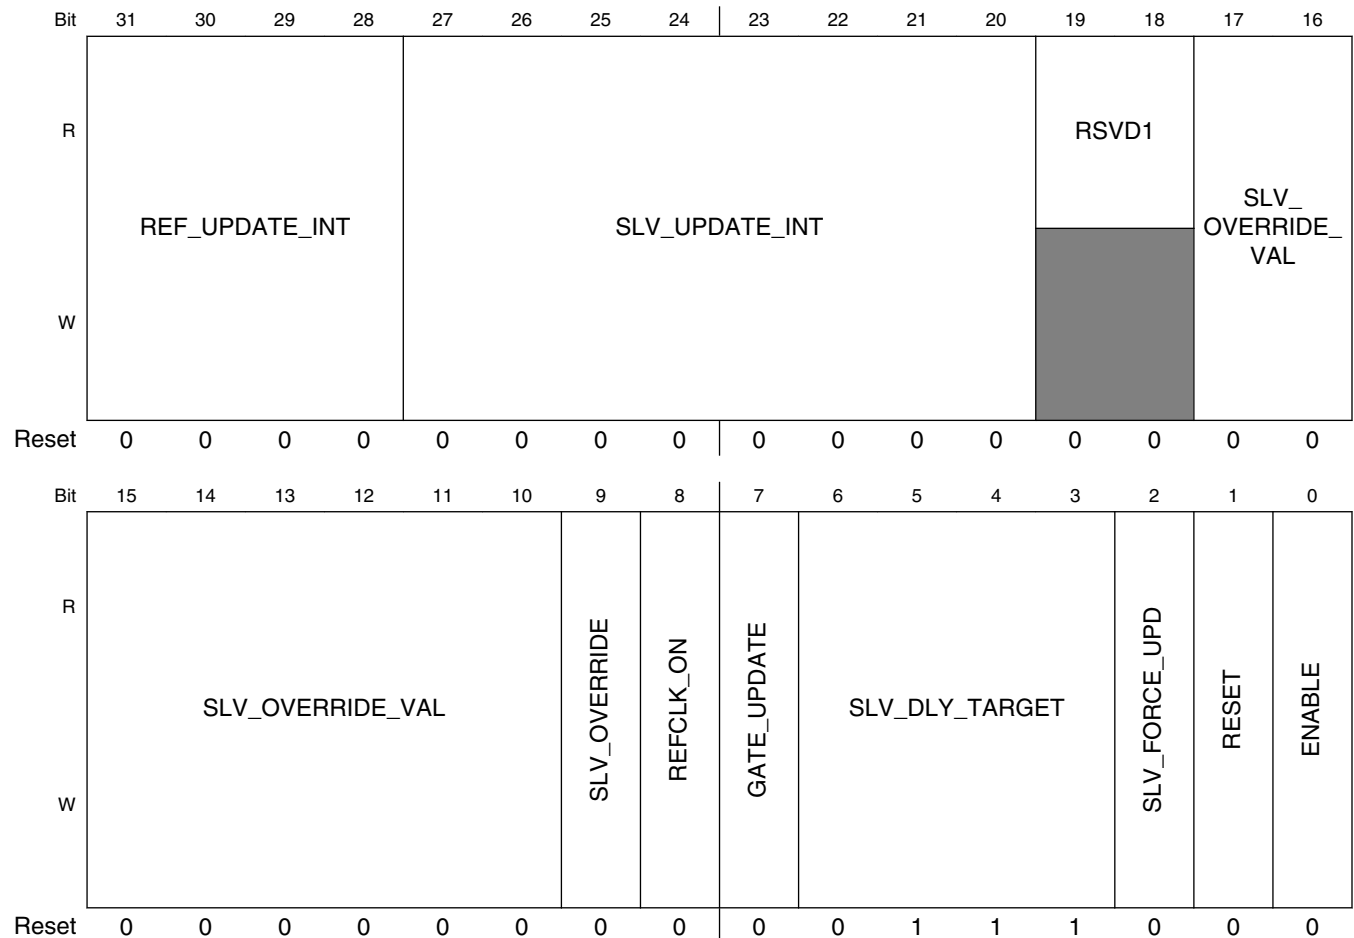 Bit 31 30 29 28 27 26 25 24 23 22 21 20 19 18 17 16
R
RSVD1
REF_UPDATE_INT SLV_UPDATE_INT
SLV_
OVERRIDE_
VAL
W
Reset 0 0 0 0 0 0 0 0 0 0 0 0 0 0 0 0
Bit 15 14 13 12 11 10 9 8 7 6 5 4 3 2 1 0
R
SLV_OVERRIDE_VAL
SLV_OVERRIDE
REFCLK_ON
GATE_UPDATE
SLV_DLY_TARGET
SLV_FORCE_UPD
RESET
ENABLE
W
Reset 0 0 0 0 0 0 0 0 0 0 1 1 1 0 0 0